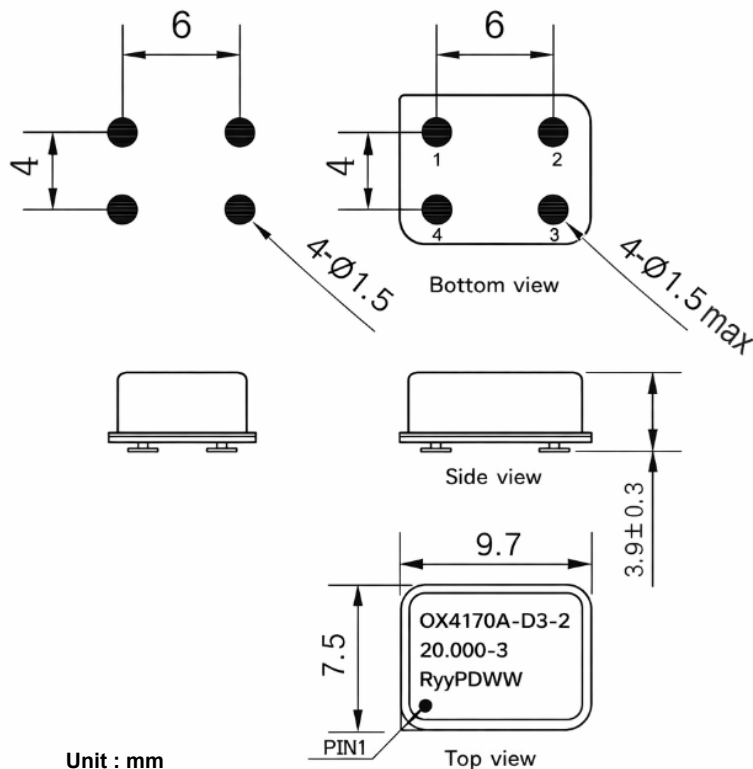 6
6
4
4
1
2
4
3
4-Ø1.5
4-Ø1.5 max
Bottom view
Side view
3.9±0.3
9.7
7.5
OX4170A-D3-2
20.000-3
RyyPDWW
PIN1
Top view
Unit : mm